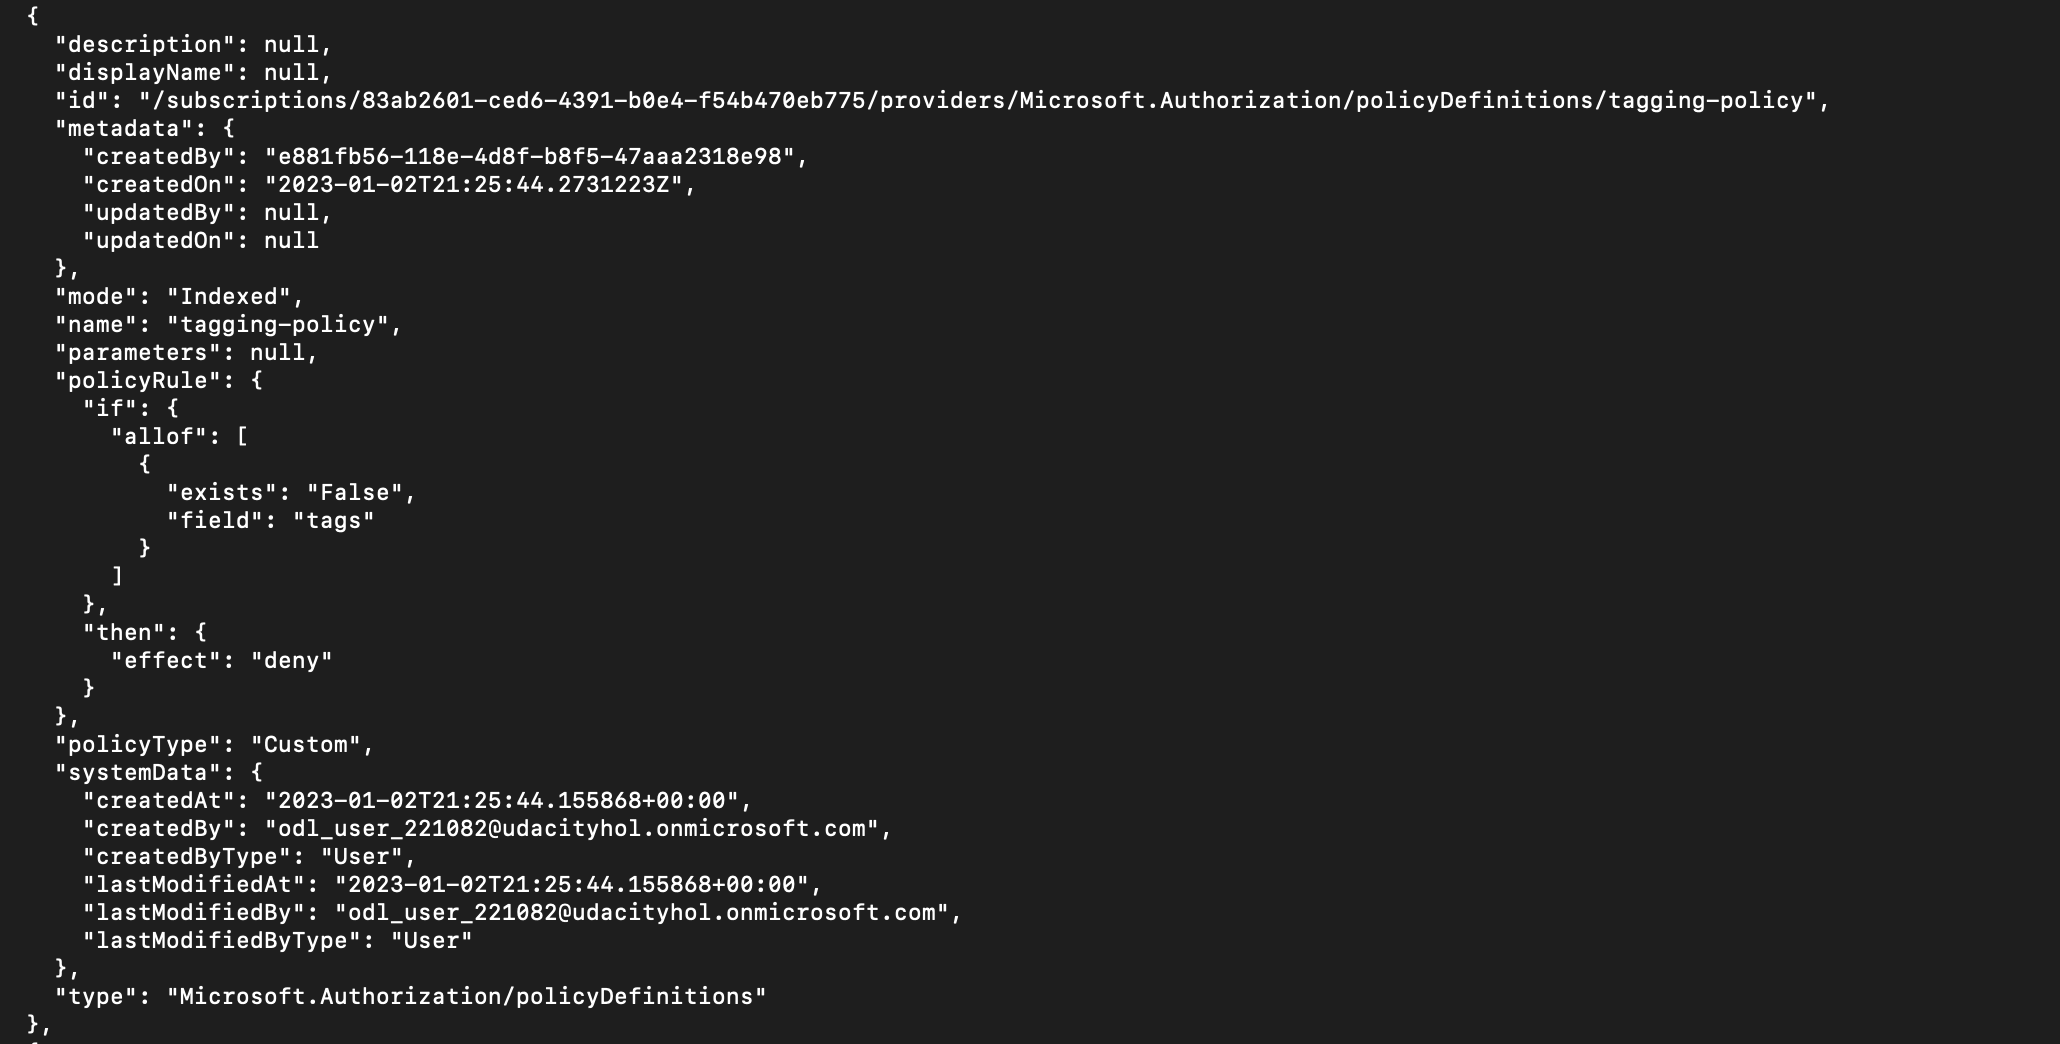 {
"description": null,
"displayName": null,
"id": "/subscriptions/83ab2601-ced6-4391-b0e4-f54b470eb775/providers/Microsoft.Authorization/policyDefinitions/tagging-policy",
"metadata": {
"createdBy": "e881fb56-118e-4d8f-b8f5-47aaa2318e98",
"createdOn": "2023-01-02T21:25:44.2731223Z",
"updatedBy": null,
"updatedOn": null
},
"mode": "Indexed",
"name": "tagging-policy",
"parameters": null,
"policyRule": {
"if": {
"allof": [
{
"exists": "False",
"field": "tags"
}
]
},
"then": {
"effect": "deny"
}
},
"policyType": "Custom",
"systemData": {
"createdAt": "2023-01-02T21:25:44.155868+00:00",
"createdBy": "odl_user_221082@udacityhol.onmicrosoft.com",
"createdByType": "User",
"lastModifiedAt": "2023-01-02T21:25:44.155868+00:00",
"lastModifiedBy": "odl_user_221082@udacityhol.onmicrosoft.com",
"lastModifiedByType": "User"
},
"type": "Microsoft.Authorization/policyDefinitions"
},